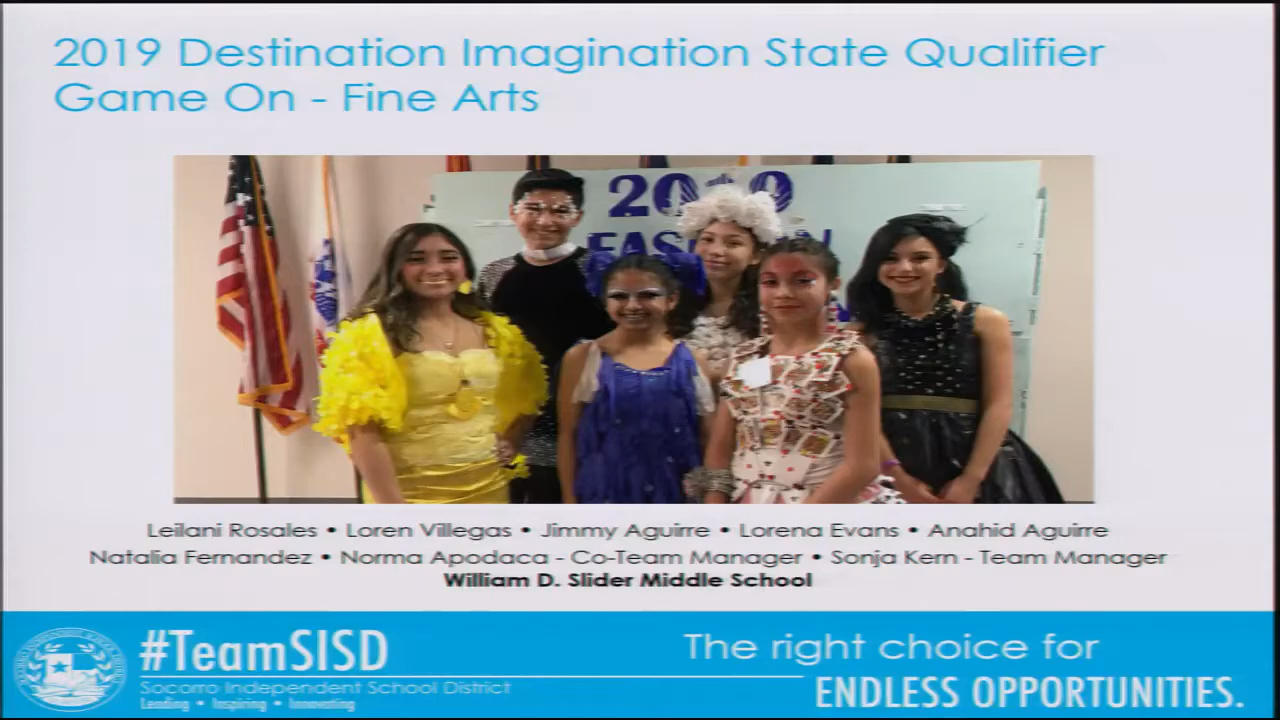 2019 Destination Imagination State Qualifier
Game On - Fine Arts
2019
Leilani Rosales • Loren Villegas • Jimmy Aguirre • Lorena Evans • Anahid Aguirre
Natalia Fernandez • Norma Apodaca - Co-Team Manager • Sonja Kern - Team Manager
William D. Slider Middle School
#TeamSISD
Socorro Independent School District
Leading • Inspiring • Innovating
The right choice for
ENDLESS OPPORTUNITIES.